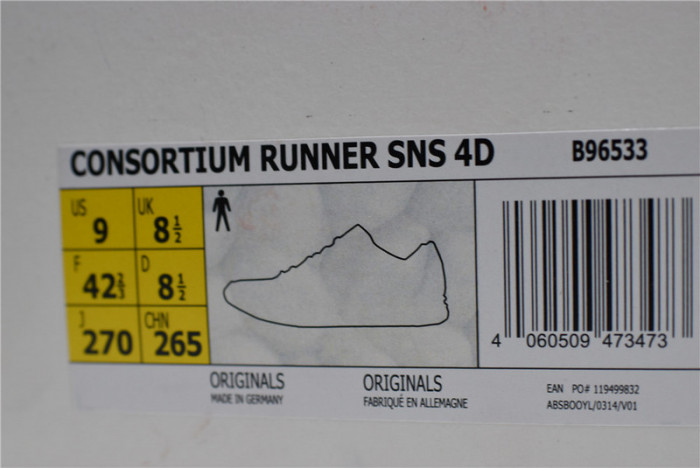 CONSORTIUM RUNNER SNS 4D B96533
US 9 UK 8½
F 42⅔ D 8½
J 270 CHN 265
4 060509 473473
ORIGINALS ORIGINALS
MADE IN GERMANY FABRIQUÉ EN ALLEMAGNE
EAN PO# 119499832
ASBOOYL/0314/V01